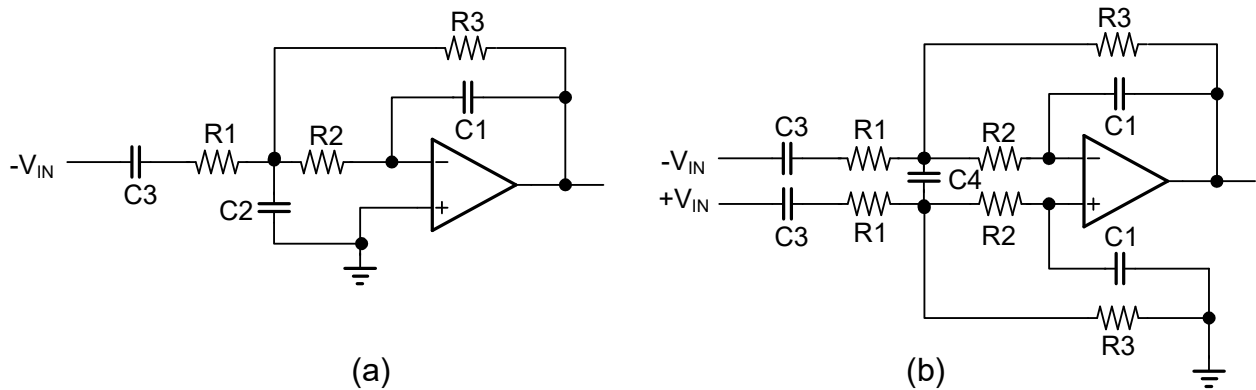 R3
C1
R1
R2
-VIN
C3
C2
−
+
(a)
R3
C1
C3
R1
R2
-VIN
C4
+VIN
C3
R1
R2
−
+
C1
R3
(b)